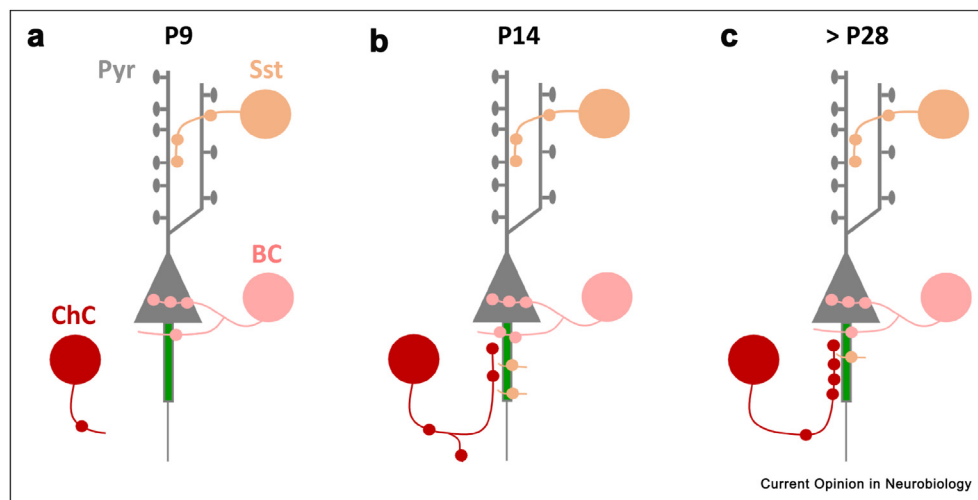 a P9
b P14
c > P28
Pyr Sst
BC
ChC
Current Opinion in Neurobiology